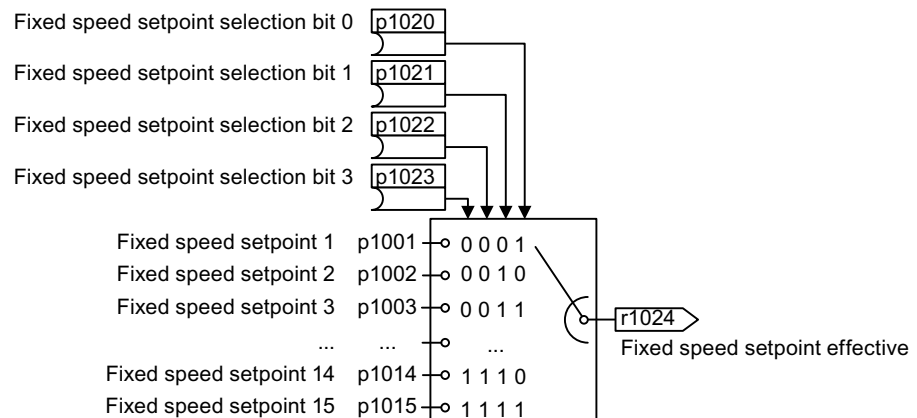 Fixed speed setpoint selection bit 0 p1020
Fixed speed setpoint selection bit 1 p1021
Fixed speed setpoint selection bit 2 p1022
Fixed speed setpoint selection bit 3 p1023
Fixed speed setpoint 1 p1001 0 0 0 1
Fixed speed setpoint 2 p1002 0 0 1 0
Fixed speed setpoint 3 p1003 0 0 1 1
r1024
... ... ...
Fixed speed setpoint effective
Fixed speed setpoint 14 p1014 1 1 1 0
Fixed speed setpoint 15 p1015 1 1 1 1